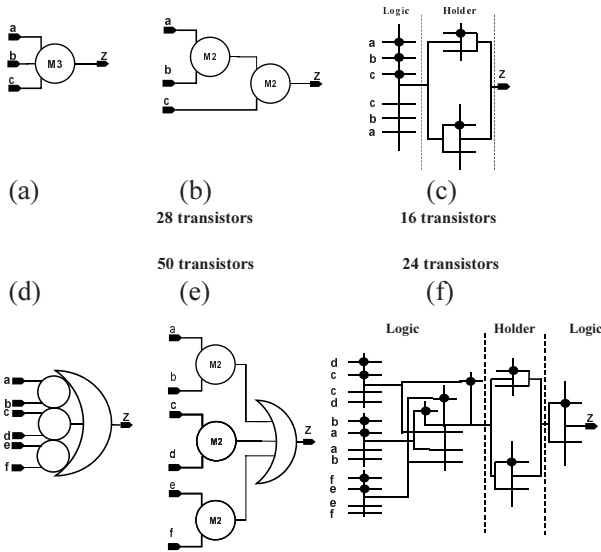 Logic Holder
a
b
c
M3
Z
a
b
c
M2
M2
Z
a
b
c
c
b
a
Z
(a) (b) (c)
28 transistors 16 transistors
50 transistors 24 transistors
(d) (e) (f)
Logic Holder Logic
a
b
c
d
e
f
Z
a
b
M2
c
d
M2
e
f
M2
Z
d
c
c
d
b
a
a
b
f
e
e
f
Z